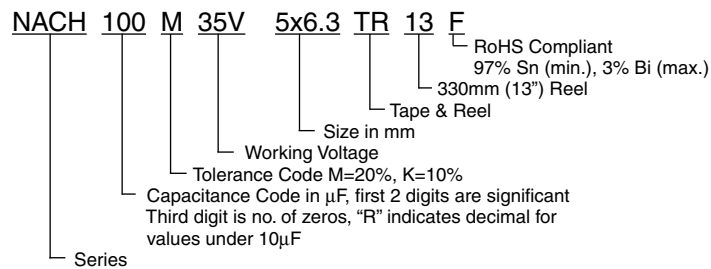 NACH 100 M 35V 5x6.3 TR 13 F
RoHS Compliant
97% Sn (min.), 3% Bi (max.)
330mm (13”) Reel
Tape & Reel
Size in mm
Working Voltage
Tolerance Code M=20%, K=10%
Capacitance Code in μF, first 2 digits are significant
Third digit is no. of zeros, “R” indicates decimal for
values under 10μF
Series